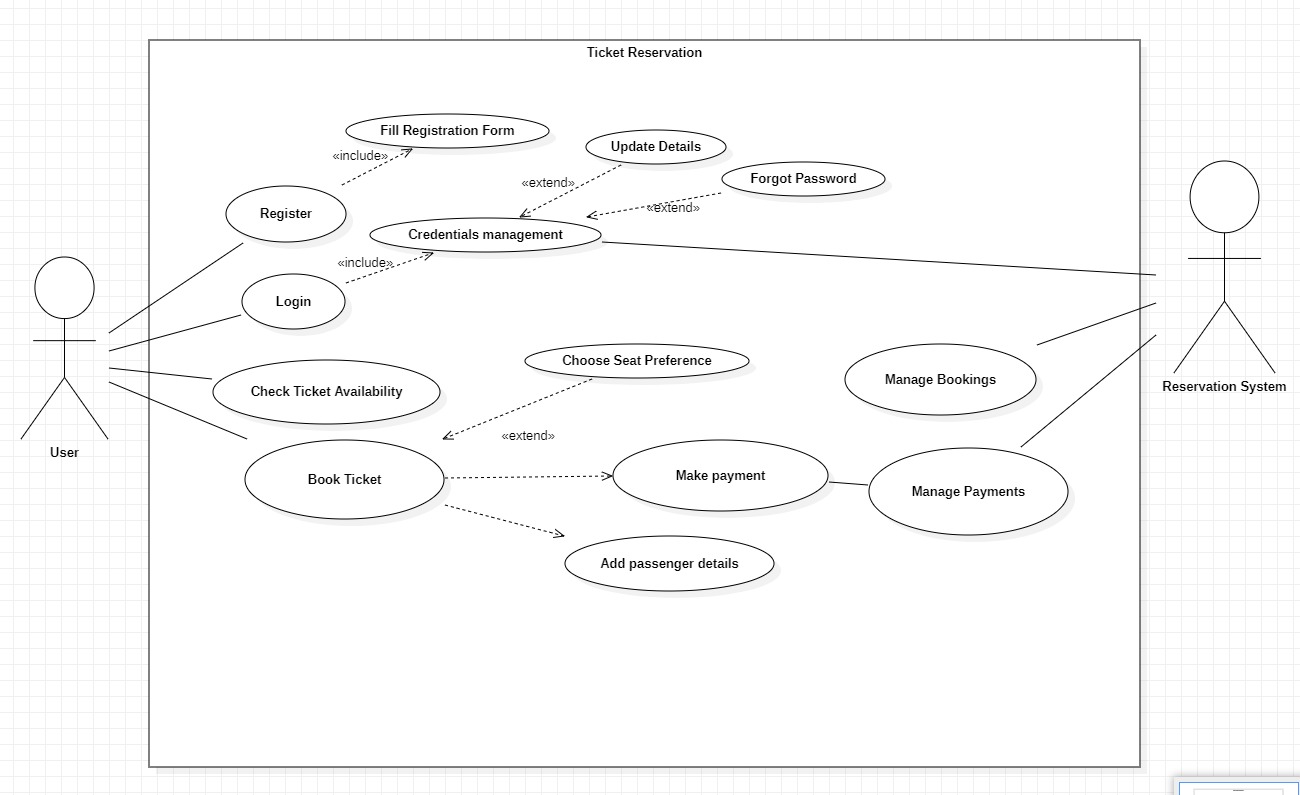 Ticket Reservation
Fill Registration Form
Update Details
«include»
Forgot Password
«extend»
«extend»
Register
Credentials management
«include»
Login
Choose Seat Preference
Manage Bookings
Reservation System
Check Ticket Availability
«extend»
User
Book Ticket
Make payment
Manage Payments
Add passenger details